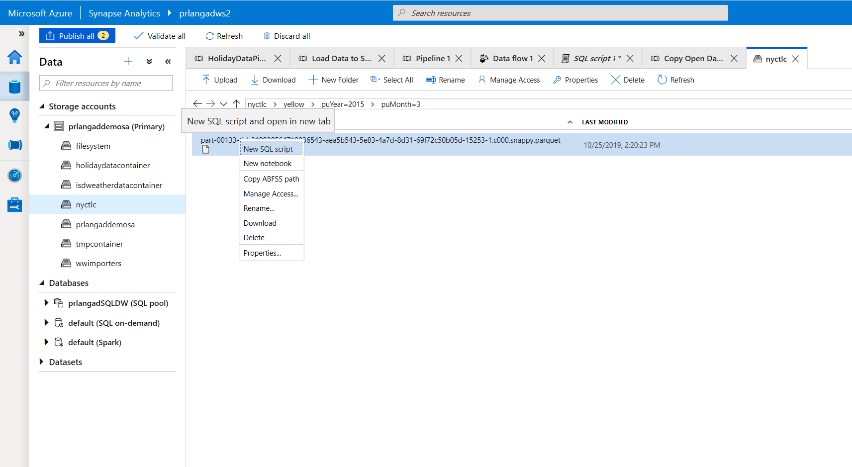 Microsoft Azure
Synapse Analytics
prlangadws2
Search resources
Publish all 2
Validate all
Refresh
Discard all
Data
Filter resources by name
Storage accounts
prlangaddemosa (Primary)
filesystem
holidaydatacontainer
isdweatherdatacontainer
nyctlc
prlangaddemosa
tmpcontainer
wwimporters
Databases
prlangadSQLDW (SQL pool)
default (SQL on-demand)
default (Spark)
Datasets
HolidayDataPi...
Load Data to S...
Pipeline 1
Data flow 1
SQL script
Copy Open Da...
nyctlc
Upload
Download
New Folder
Select All
Rename
Manage Access
Properties
Delete
Refresh
nyctlc
yellow
puYear=2015
puMonth=3
New SQL script and open in new tab
LAST MODIFIED
part-00133-
c000.snappy.parquet
10/25/2019, 2:20:23 PM
New SQL script
New notebook
Copy ABFSS path
Manage Access...
Rename...
Download
Delete
Properties...